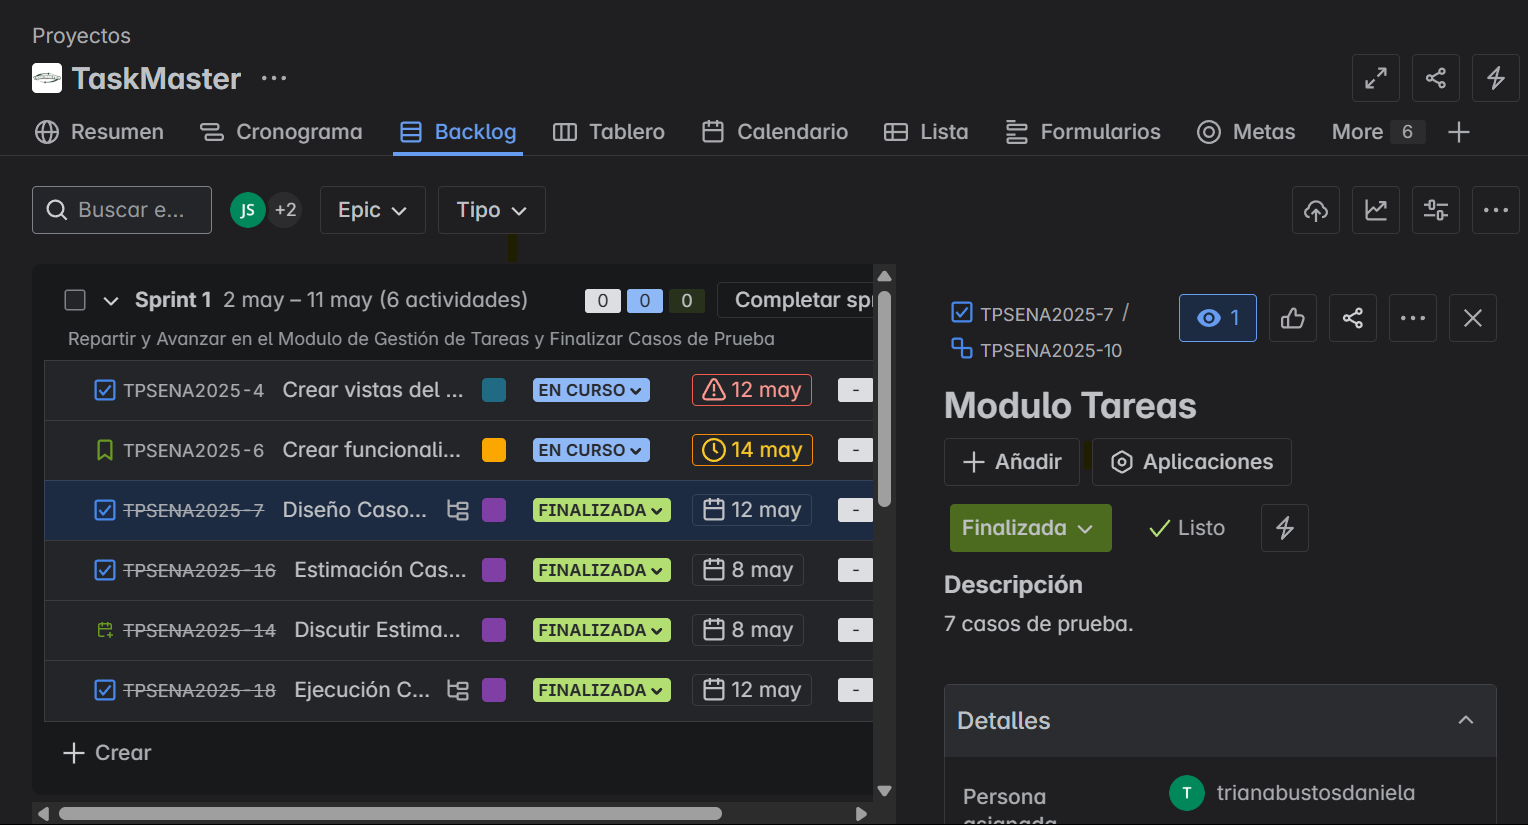 Proyectos
TaskMaster ...
Resumen Cronograma Backlog Tablero Calendario Lista Formularios Metas More 6
Buscar e... JS +2 Epic Tipo
Sprint 1 2 may – 11 may (6 actividades) 0 0 0 Completar spr
Repartir y Avanzar en el Modulo de Gestión de Tareas y Finalizar Casos de Prueba
TPSENA2025-4 Crear vistas del ... EN CURSO 12 may -
TPSENA2025-6 Crear funcionali... EN CURSO 14 may -
TPSENA2025-7 Diseño Caso... FINALIZADA 12 may -
TPSENA2025-16 Estimación Cas... FINALIZADA 8 may -
TPSENA2025-14 Discutir Estima... FINALIZADA 8 may -
TPSENA2025-18 Ejecución C... FINALIZADA 12 may -
Crear
TPSENA2025-7 /
TPSENA2025-10
1
Modulo Tareas
Añadir Aplicaciones
Finalizada Listo
Descripción
7 casos de prueba.
Detalles
Persona asignada
T trianabustosdaniela